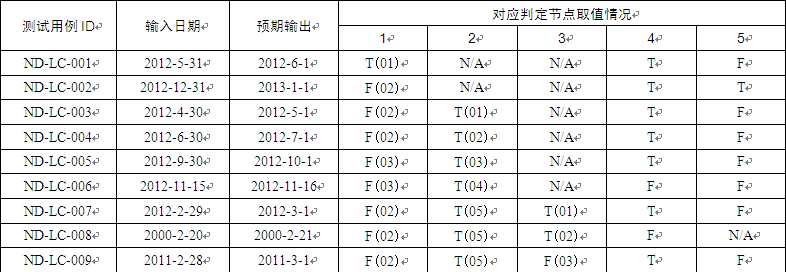 测试用例 ID 输入日期 预期输出 对应判定节点取值情况
1 2 3 4 5
ND-LC-001 2012-5-31 2012-6-1 T(01) N/A N/A T F
ND-LC-002 2012-12-31 2013-1-1 F(02) N/A N/A T T
ND-LC-003 2012-4-30 2012-5-1 F(02) T(01) N/A T F
ND-LC-004 2012-6-30 2012-7-1 F(02) T(02) N/A T F
ND-LC-005 2012-9-30 2012-10-1 F(03) T(03) N/A T F
ND-LC-006 2012-11-15 2012-11-16 F(03) T(04) N/A F F
ND-LC-007 2012-2-29 2012-3-1 F(02) T(05) T(01) T F
ND-LC-008 2000-2-20 2000-2-21 F(02) T(05) T(02) F N/A
ND-LC-009 2011-2-28 2011-3-1 F(02) T(05) F(03) T F